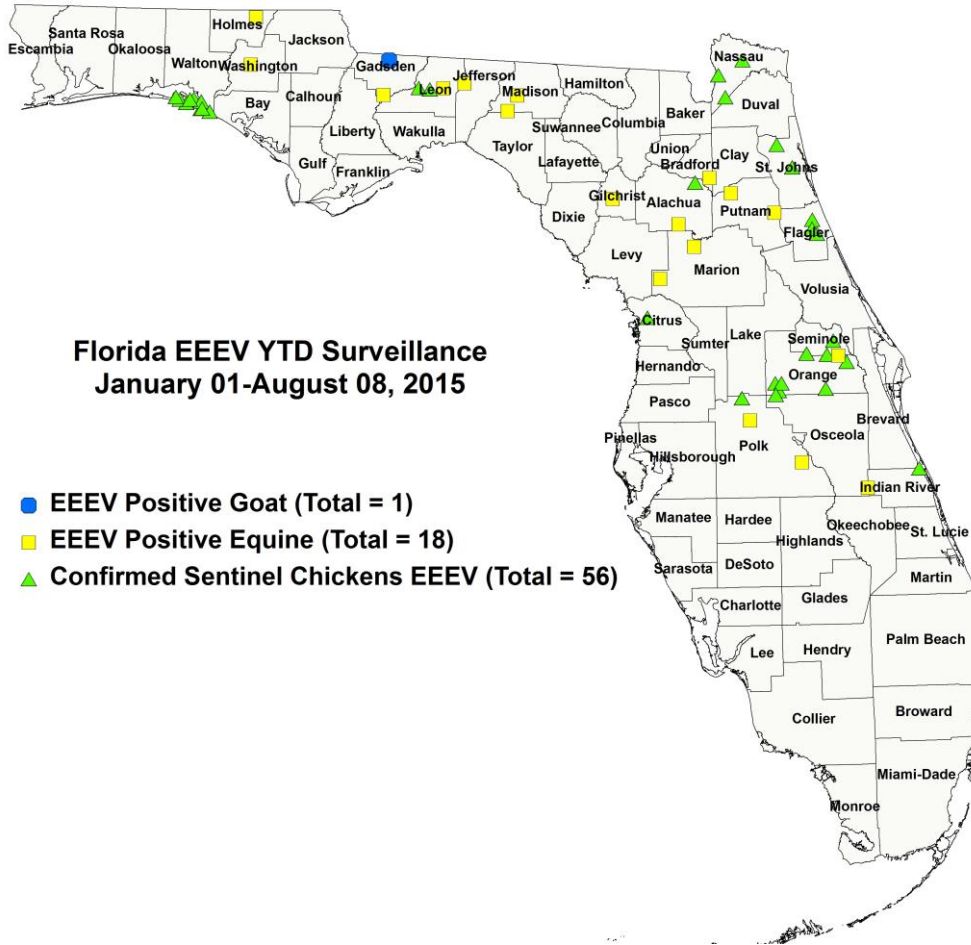 Holmes
Santa Rosa
Jackson
Escambia
Okaloosa
Walton
Washington
Gadsden
Nassau
Leon
Jefferson
Hamilton
Madison
Bay
Calhoun
Duval
Baker
Liberty
Wakulla
Suwannee
Columbia
Taylor
Union
Clay
Gulf
Franklin
Lafayette
Bradford
St. Johns
Gilchrist
Alachua
Dixie
Putnam
Flagler
Levy
Marion
Volusia
Citrus
Lake
Sumter
Seminole
Florida EEEV YTD Surveillance
January 01-August 08, 2015
Hernando
Orange
Pasco
Brevard
Osceola
Pinellas
Polk
Hillsborough
Indian River
EEEV Positive Goat (Total = 1)
EEEV Positive Equine (Total = 18)
Confirmed Sentinel Chickens EEEV (Total = 56)
Manatee
Hardee
Okeechobee
St. Lucie
Highlands
Sarasota
DeSoto
Martin
Charlotte
Glades
Palm Beach
Lee
Hendry
Collier
Broward
Miami-Dade
Monroe